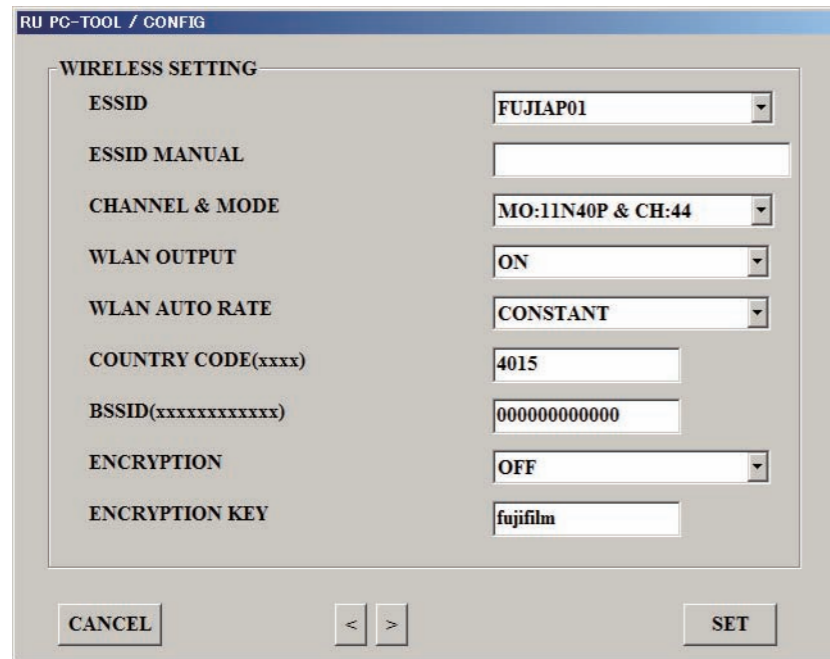 RU PC-TOOL / CONFIG
WIRELESS SETTING
ESSID FUJIAP01
ESSID MANUAL
CHANNEL & MODE MO:11N40P & CH:44
WLAN OUTPUT ON
WLAN AUTO RATE CONSTANT
COUNTRY CODE(xxxx) 4015
BSSID(xxxxxxxxxxxx) 000000000000
ENCRYPTION OFF
ENCRYPTION KEY fujifilm
CANCEL < > SET